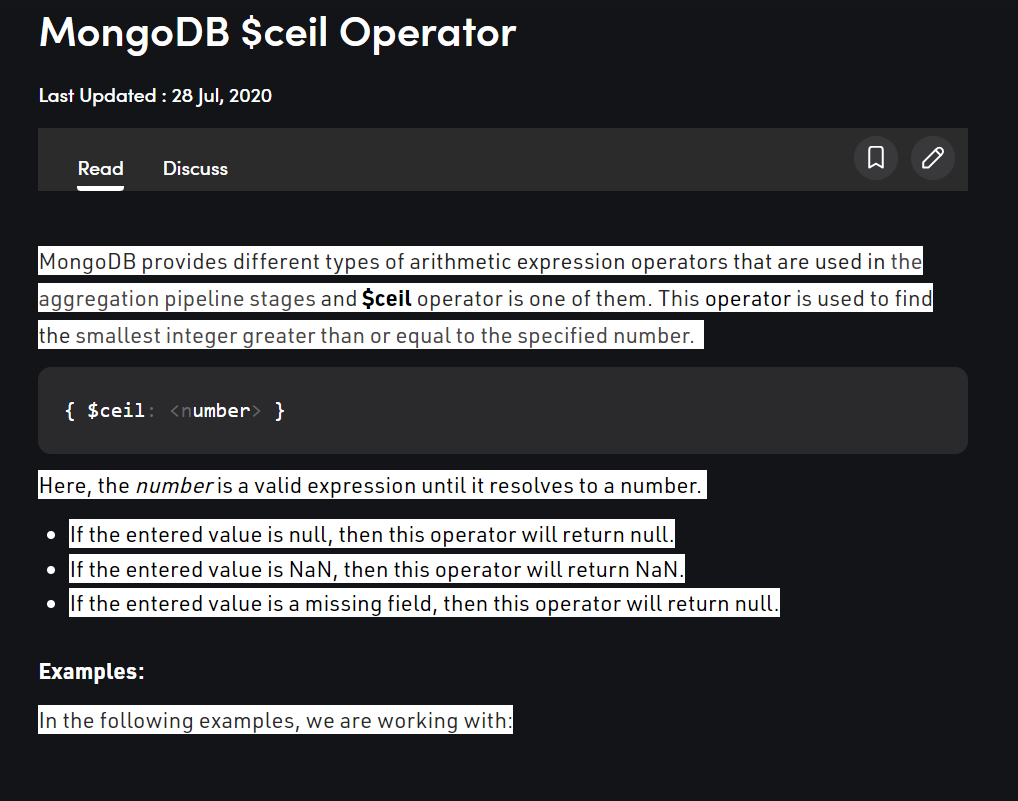 MongoDB $ceil Operator
Last Updated : 28 Jul, 2020
Read Discuss
MongoDB provides different types of arithmetic expression operators that are used in the
aggregation pipeline stages and $ceil operator is one of them. This operator is used to find
the smallest integer greater than or equal to the specified number.
{ $ceil: <number> }
Here, the number is a valid expression until it resolves to a number.
If the entered value is null, then this operator will return null.
If the entered value is NaN, then this operator will return NaN.
If the entered value is a missing field, then this operator will return null.
Examples:
In the following examples, we are working with: